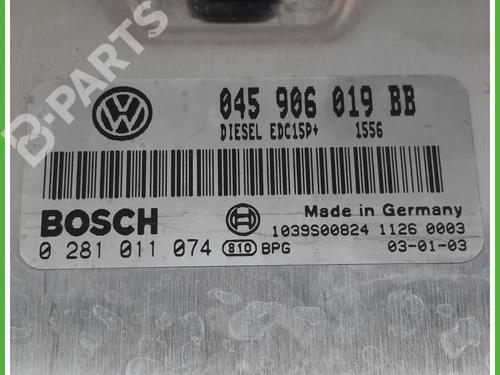 B-PARTS
045 906 019 BB
DIESEL EDC15P+ 1556
BOSCH
Made in Germany
1039S00824 1126 0003
0 281 011 074 810 BPG 03-01-03